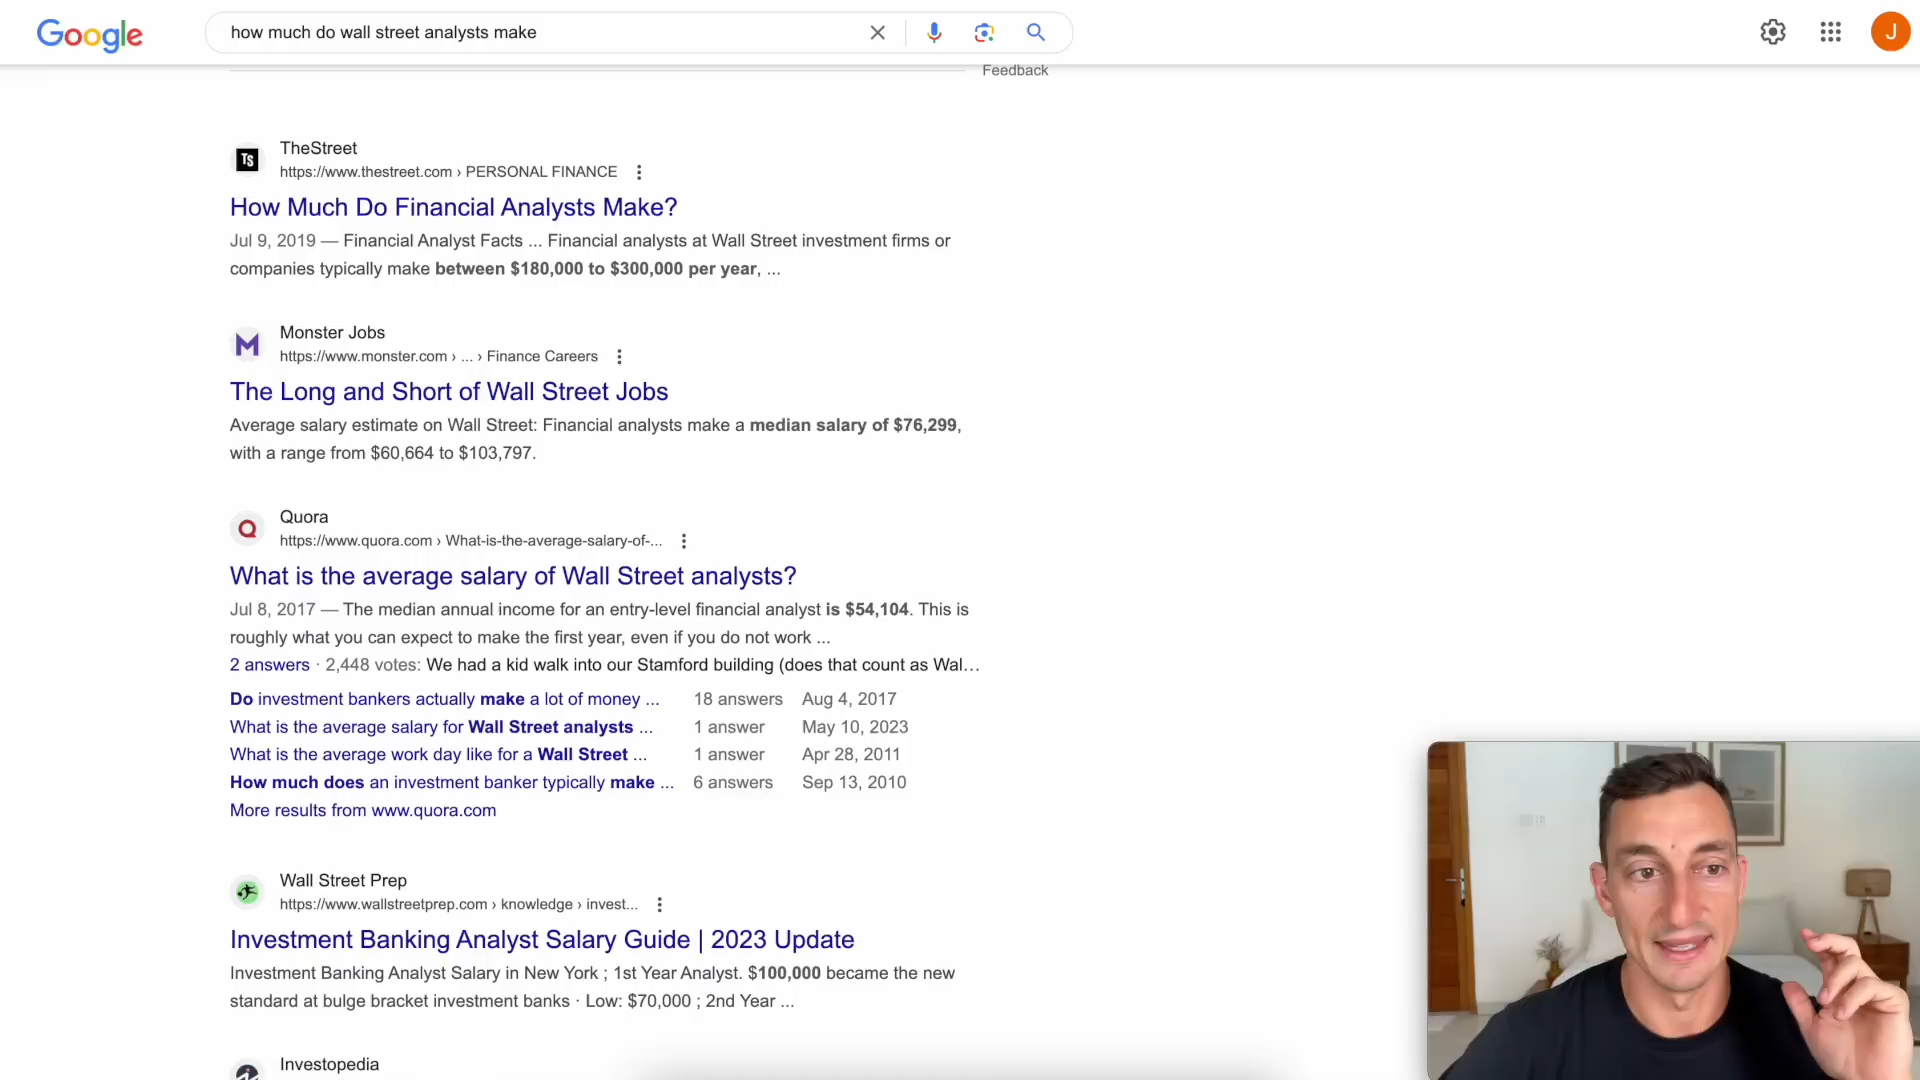 Google
how much do wall street analysts make
J
Feedback
TS
TheStreet
https://www.thestreet.com › PERSONAL FINANCE
How Much Do Financial Analysts Make?
Jul 9, 2019 — Financial Analyst Facts ... Financial analysts at Wall Street investment firms or
companies typically make between $180,000 to $300,000 per year, ...
Monster Jobs
https://www.monster.com › ... › Finance Careers
The Long and Short of Wall Street Jobs
Average salary estimate on Wall Street: Financial analysts make a median salary of $76,299,
with a range from $60,664 to $103,797.
Quora
https://www.quora.com › What-is-the-average-salary-of-...
What is the average salary of Wall Street analysts?
Jul 8, 2017 — The median annual income for an entry-level financial analyst is $54,104. This is
roughly what you can expect to make the first year, even if you do not work ...
2 answers · 2,448 votes: We had a kid walk into our Stamford building (does that count as Wal...
Do investment bankers actually make a lot of money ... 18 answers Aug 4, 2017
What is the average salary for Wall Street analysts ... 1 answer May 10, 2023
What is the average work day like for a Wall Street ... 1 answer Apr 28, 2011
How much does an investment banker typically make ... 6 answers Sep 13, 2010
More results from www.quora.com
Wall Street Prep
https://www.wallstreetprep.com › knowledge › invest...
Investment Banking Analyst Salary Guide | 2023 Update
Investment Banking Analyst Salary in New York ; 1st Year Analyst. $100,000 became the new
standard at bulge bracket investment banks · Low: $70,000 ; 2nd Year ...
Investopedia